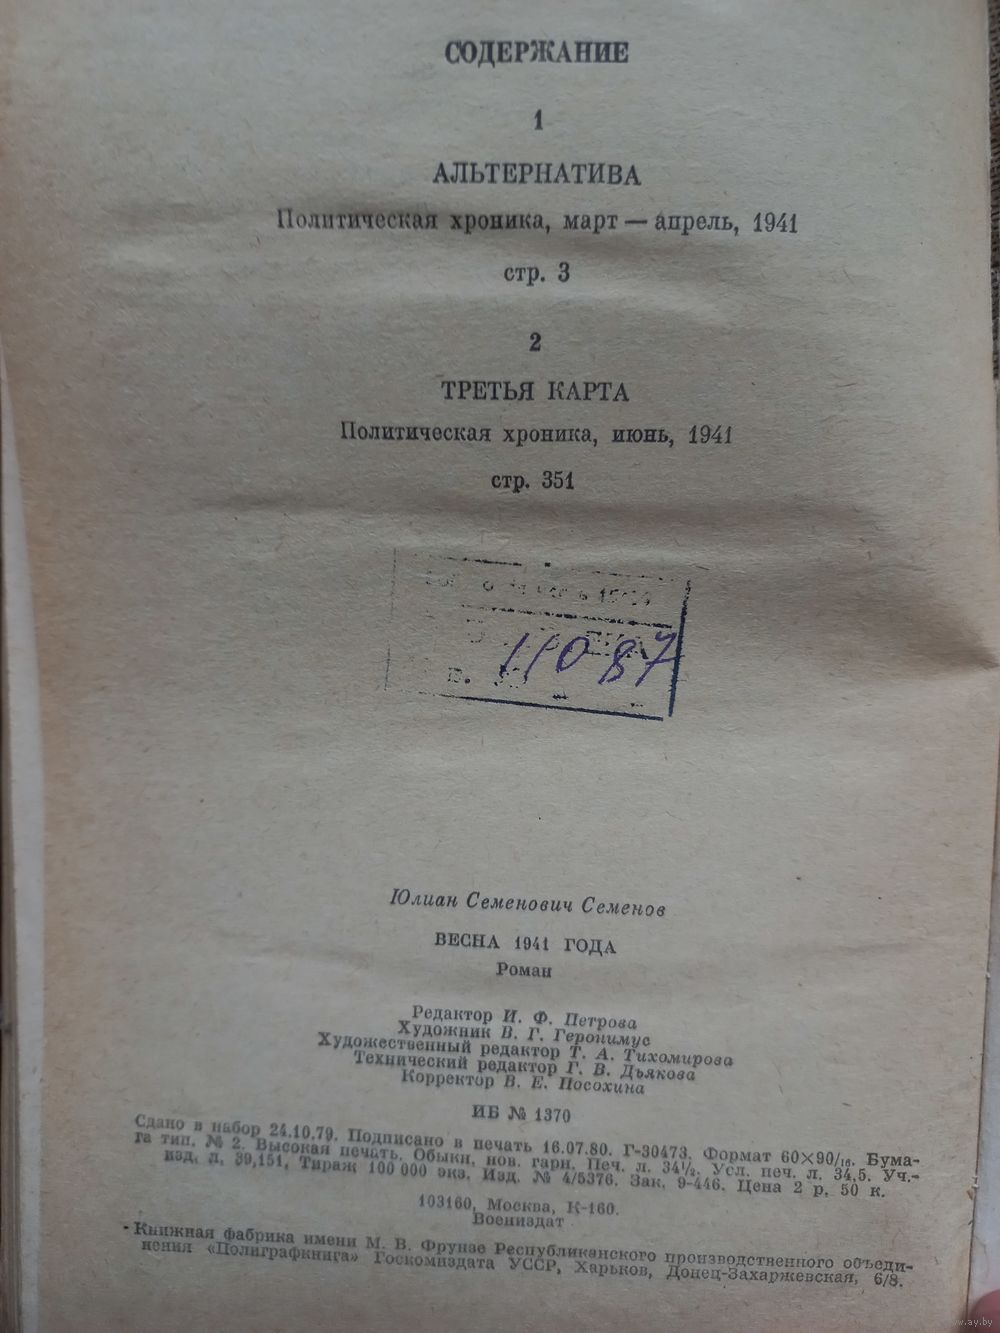 СОДЕРЖАНИЕ
1
АЛЬТЕРНАТИВА
Политическая хроника, март — апрель, 1941
стр. 3
2
ТРЕТЬЯ КАРТА
Политическая хроника, июнь, 1941
стр. 351
11087
Юлиан Семенович Семенов
ВЕСНА 1941 ГОДА
Роман
Редактор И. Ф. Петрова
Художник В. Г. Геронимус
Художественный редактор Т. А. Тихомирова
Технический редактор Г. В. Дьякова
Корректор В. Е. Посохина
ИБ № 1370
Сдано в набор 24.10.79. Подписано в печать 16.07.80. Г-30473. Формат 60×90/16. Бума-
га тип. № 2. Высокая печать. Обыкн. нов. гарн. Печ. л. 34½. Усл. печ. л. 34,5. Уч.-
изд. л. 39,151. Тираж 100 000 экз. Изд. № 4/5376. Зак. 9-446. Цена 2 р. 50 к.
103160, Москва, К-160.
Воениздат
Книжная фабрика имени М. В. Фрунзе Республиканского производственного объеди-
нения «Полиграфкнига» Госкомиздата УССР, Харьков, Донец-Захаржевская, 6/8.
www.ay.by